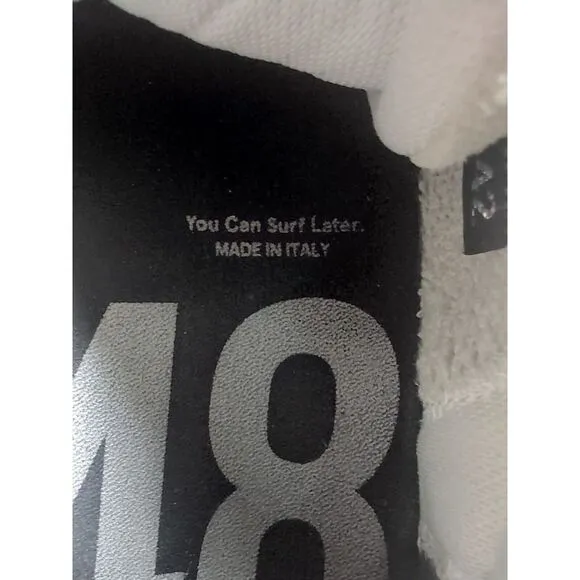 You Can Surf Later.
MADE IN ITALY
48